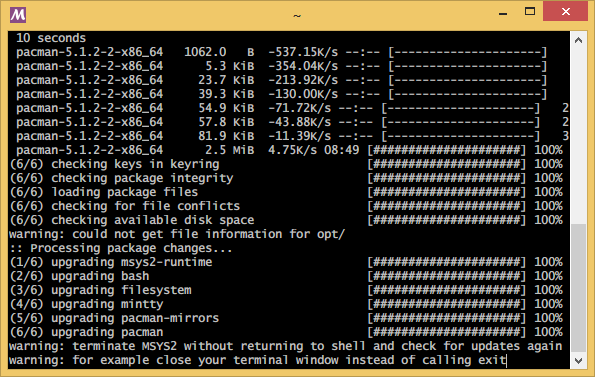 ~
10 seconds
pacman-5.1.2-2-x86_64 1062.0 B -537.15K/s --:-- [---------------------]
pacman-5.1.2-2-x86_64 5.3 KiB -354.04K/s --:-- [---------------------]
pacman-5.1.2-2-x86_64 23.7 KiB -213.92K/s --:-- [---------------------]
pacman-5.1.2-2-x86_64 39.3 KiB -130.00K/s --:-- [---------------------]
pacman-5.1.2-2-x86_64 54.9 KiB -71.72K/s --:-- [---------------------] 2
pacman-5.1.2-2-x86_64 57.8 KiB -43.88K/s --:-- [---------------------] 2
pacman-5.1.2-2-x86_64 81.9 KiB -11.39K/s --:-- [---------------------] 3
pacman-5.1.2-2-x86_64 2.5 MiB 4.75K/s 08:49 [#####################] 100%
(6/6) checking keys in keyring [#####################] 100%
(6/6) checking package integrity [#####################] 100%
(6/6) loading package files [#####################] 100%
(6/6) checking for file conflicts [#####################] 100%
(6/6) checking available disk space [#####################] 100%
warning: could not get file information for opt/
:: Processing package changes...
(1/6) upgrading msys2-runtime [#####################] 100%
(2/6) upgrading bash [#####################] 100%
(3/6) upgrading filesystem [#####################] 100%
(4/6) upgrading mintty [#####################] 100%
(5/6) upgrading pacman-mirrors [#####################] 100%
(6/6) upgrading pacman [#####################] 100%
warning: terminate MSYS2 without returning to shell and check for updates again
warning: for example close your terminal window instead of calling exit